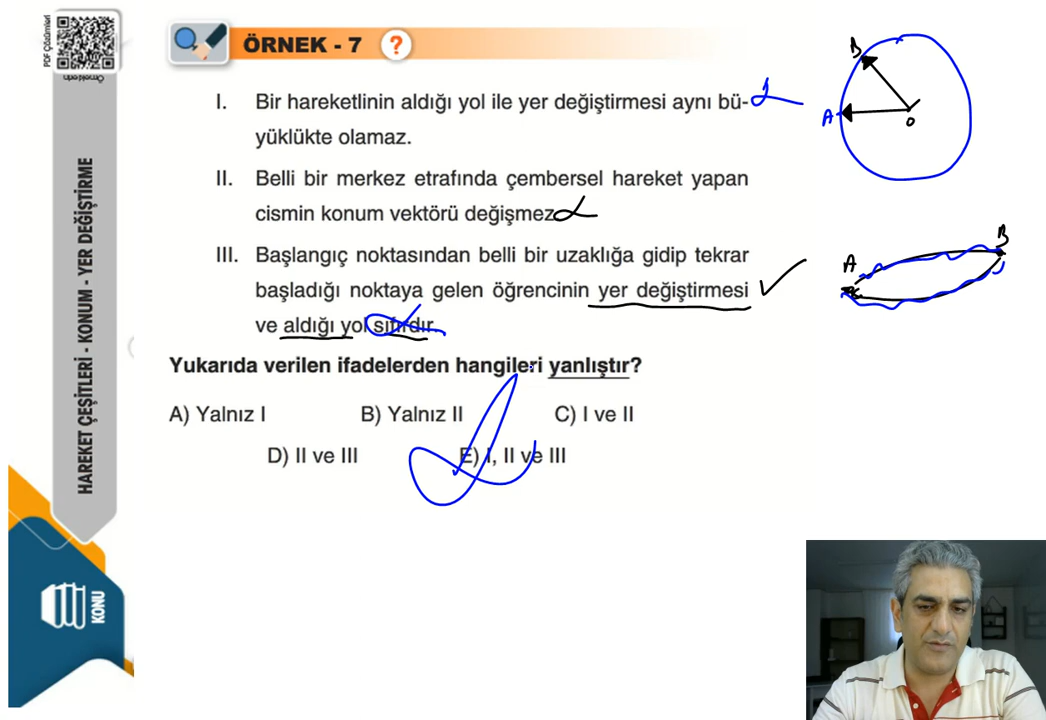 PDF Çözümleri
Örneklerin
HAREKET ÇEŞİTLERİ - KONUM - YER DEĞİŞTİRME
KONU
ÖRNEK - 7 ?
I. Bir hareketlinin aldığı yol ile yer değiştirmesi aynı bü-
yüklükte olamaz.
II. Belli bir merkez etrafında çembersel hareket yapan
cismin konum vektörü değişmez
III. Başlangıç noktasından belli bir uzaklığa gidip tekrar
başladığı noktaya gelen öğrencinin yer değiştirmesi
ve aldığı yol sıfırdır.
Yukarıda verilen ifadelerden hangileri yanlıştır?
A) Yalnız I B) Yalnız II C) I ve II
D) II ve III E) I, II ve III
B
A
O
B
A